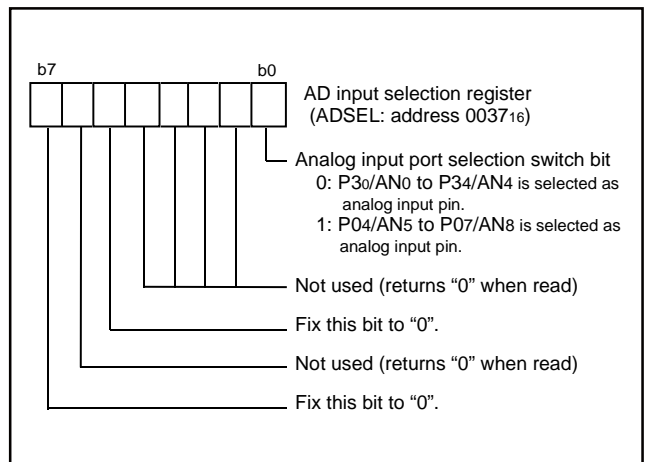 b7 b0
AD input selection register
(ADSEL: address 003716)
Analog input port selection switch bit
0: P30/AN0 to P34/AN4 is selected as
analog input pin.
1: P04/AN5 to P07/AN8 is selected as
analog input pin.
Not used (returns “0” when read)
Fix this bit to “0”.
Not used (returns “0” when read)
Fix this bit to “0”.